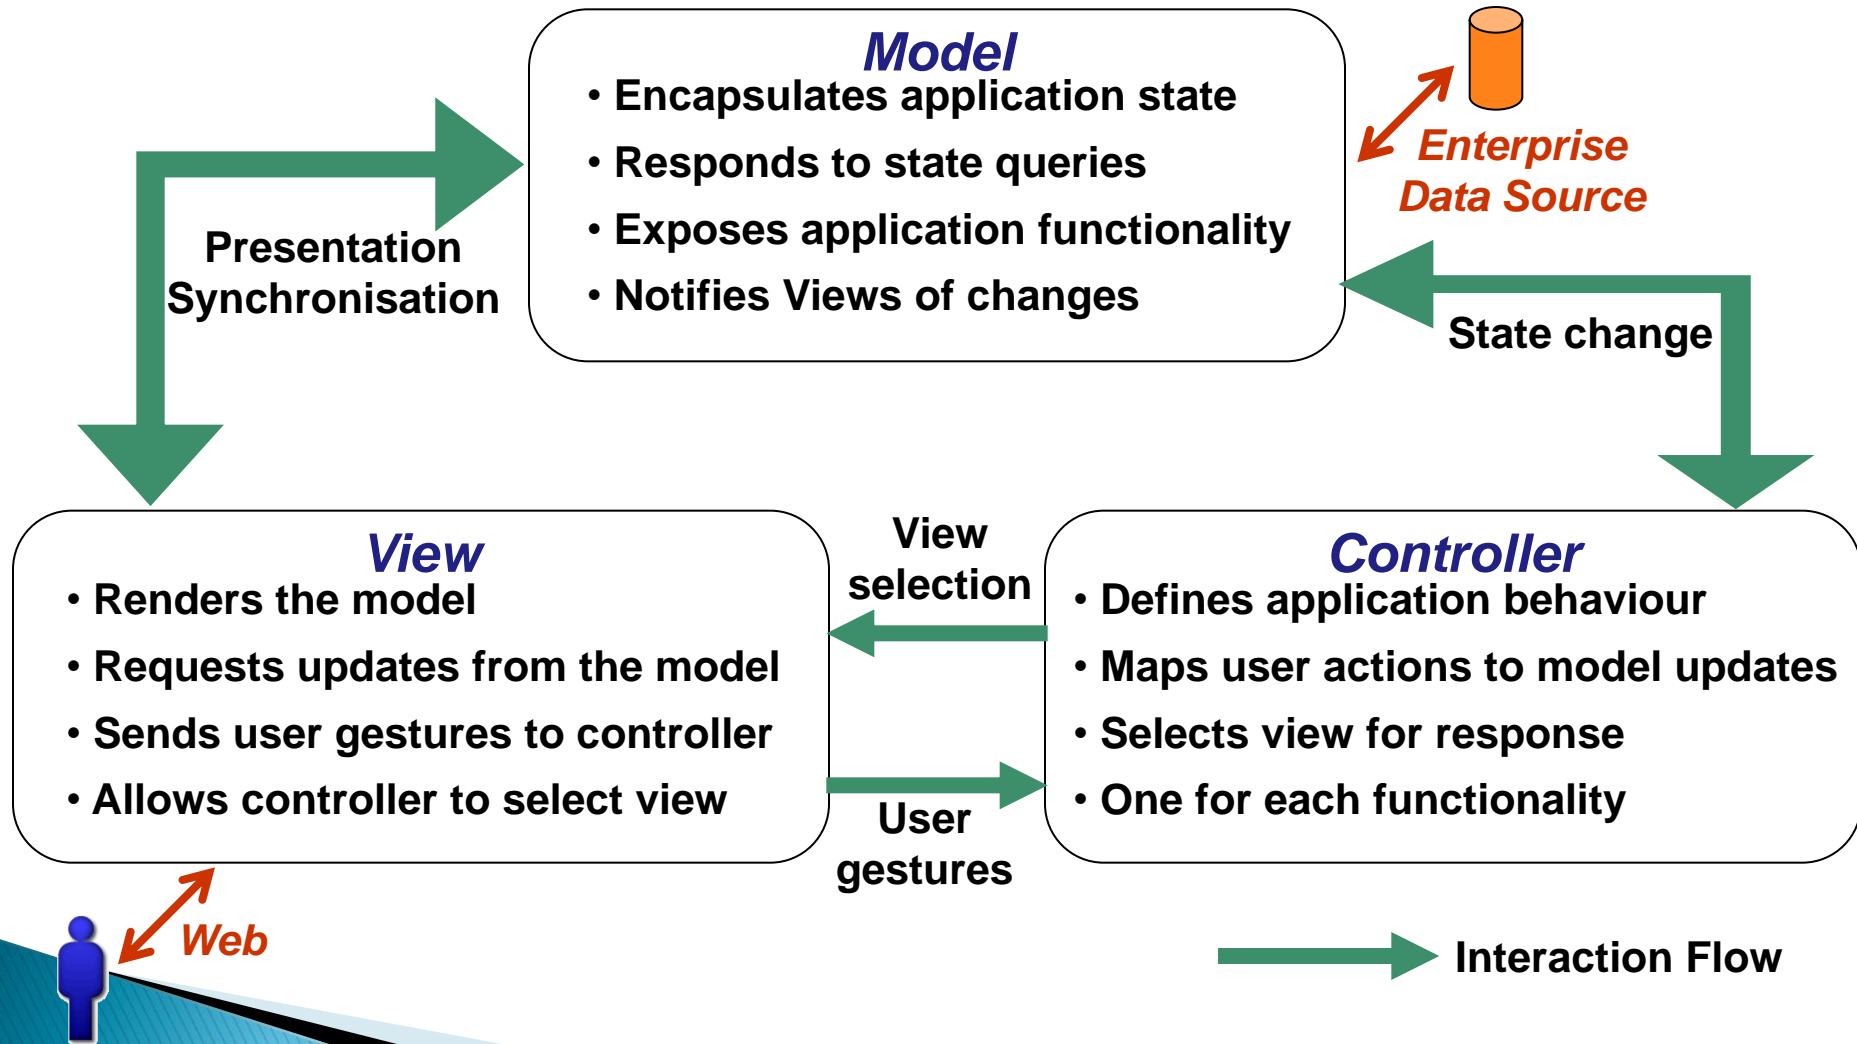 Model
• Encapsulates application state
• Responds to state queries
• Exposes application functionality
• Notifies Views of changes
Enterprise
Data Source
Presentation
Synchronisation
State change
View
• Renders the model
• Requests updates from the model
• Sends user gestures to controller
• Allows controller to select view
View
selection
User
gestures
Controller
• Defines application behaviour
• Maps user actions to model updates
• Selects view for response
• One for each functionality
Web
Interaction Flow